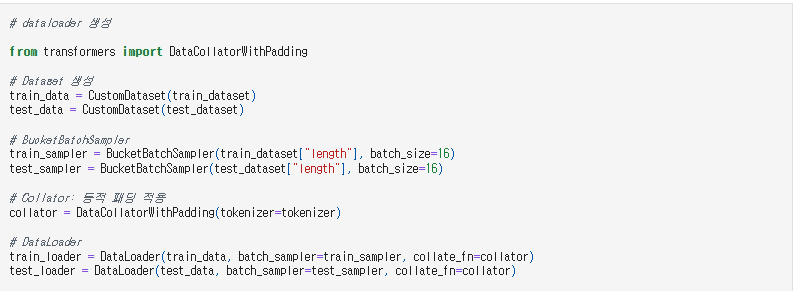 # dataloader 생성
from transformers import DataCollatorWithPadding
# Dataset 생성
train_data = CustomDataset(train_dataset)
test_data = CustomDataset(test_dataset)
# BucketBatchSampler
train_sampler = BucketBatchSampler(train_dataset["length"], batch_size=16)
test_sampler = BucketBatchSampler(test_dataset["length"], batch_size=16)
# Collator: 동적 패딩 적용
collator = DataCollatorWithPadding(tokenizer=tokenizer)
# DataLoader
train_loader = DataLoader(train_data, batch_sampler=train_sampler, collate_fn=collator)
test_loader = DataLoader(test_data, batch_sampler=test_sampler, collate_fn=collator)